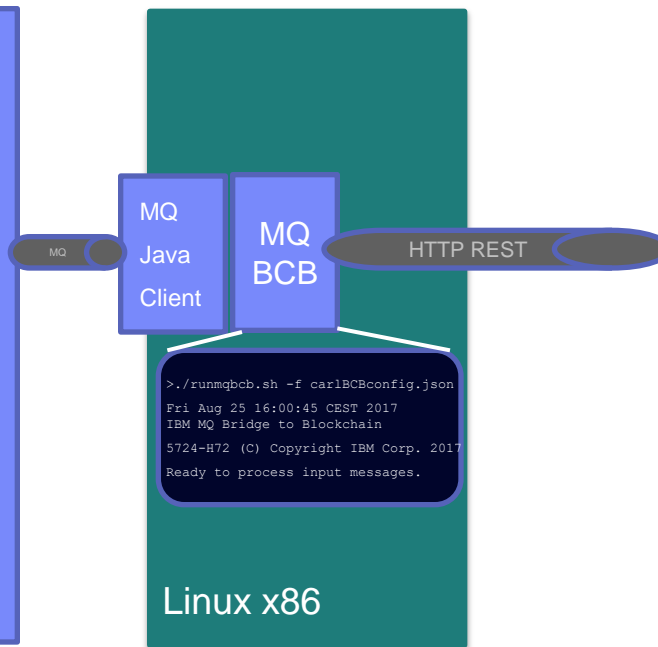 MQ
Java
Client
MQ
BCB
MQ
HTTP REST
>./runmqbcb.sh -f carlBCBconfig.json
Fri Aug 25 16:00:45 CEST 2017
IBM MQ Bridge to Blockchain
5724-H72 (C) Copyright IBM Corp. 2017
Ready to process input messages.
Linux x86